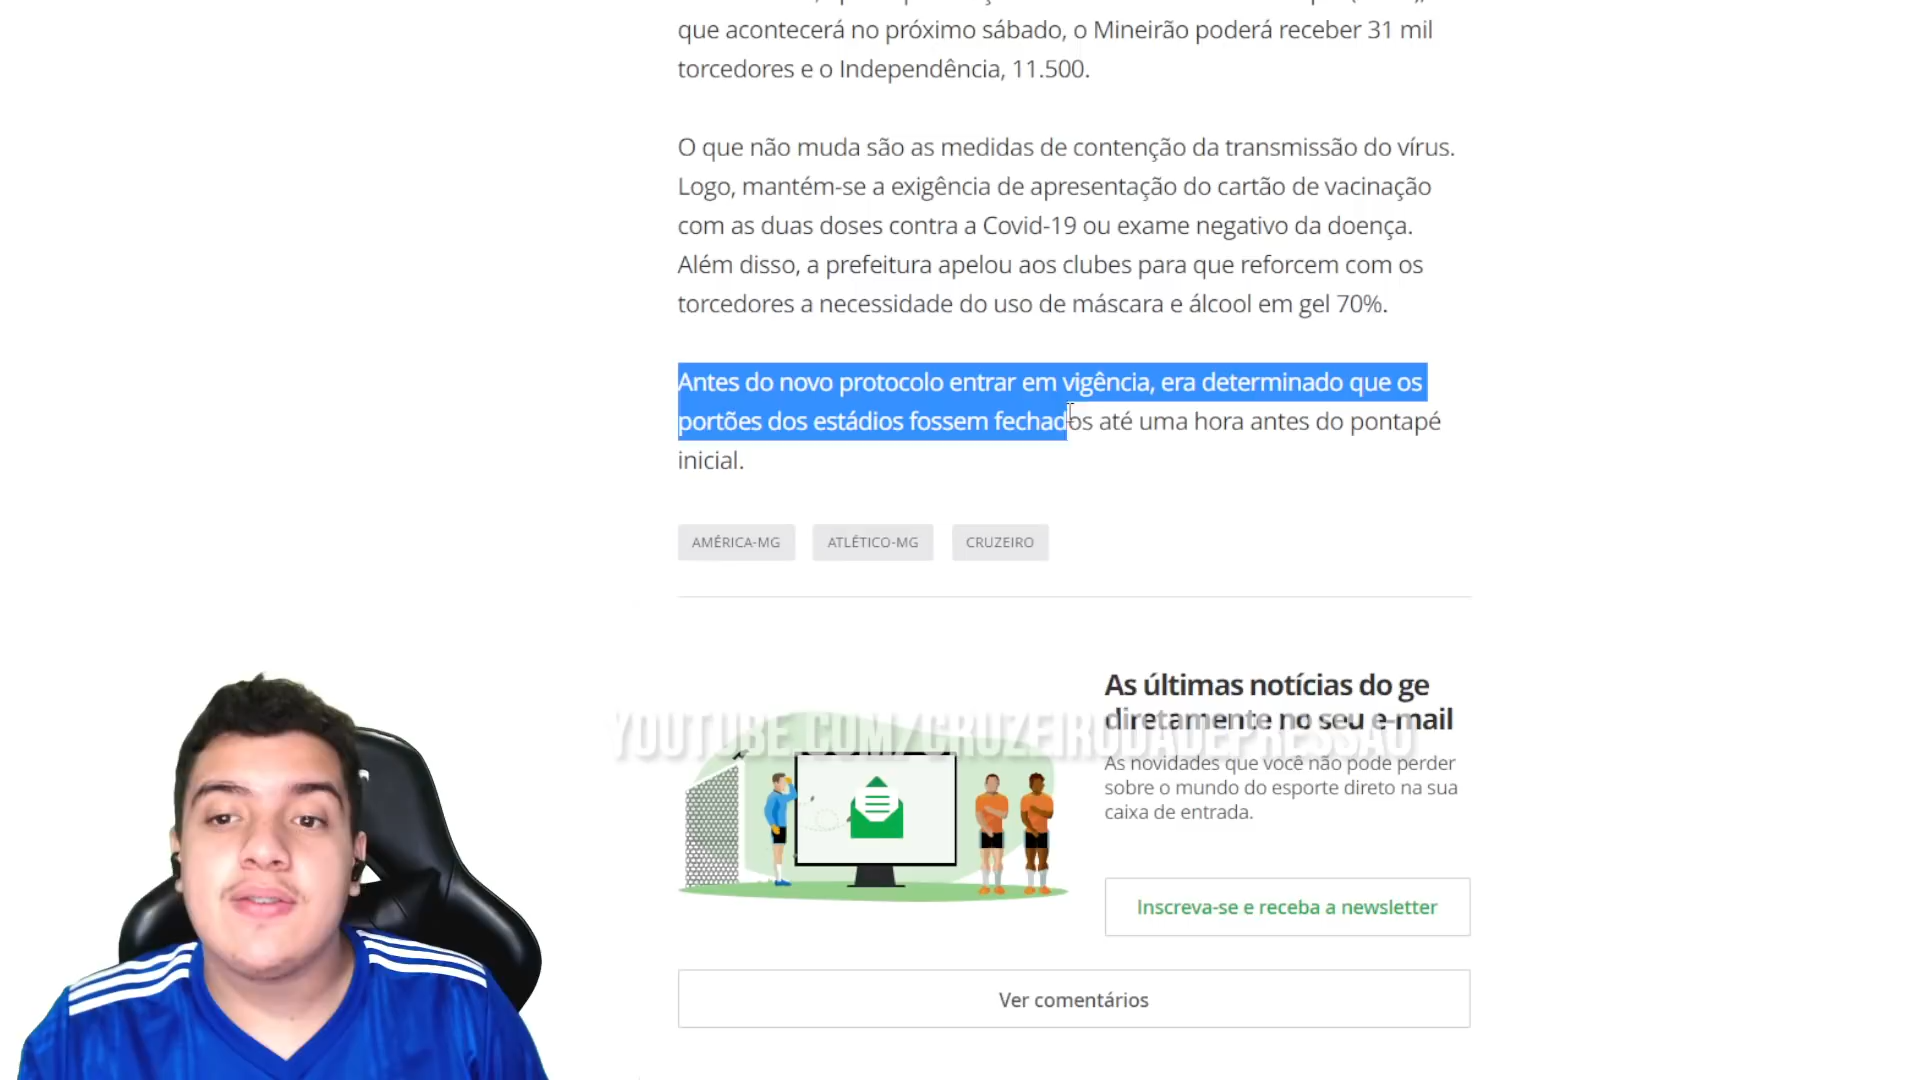 que acontecerá no próximo sábado, o Mineirão poderá receber 31 mil
torcedores e o Independência, 11.500.
O que não muda são as medidas de contenção da transmissão do vírus.
Logo, mantém-se a exigência de apresentação do cartão de vacinação
com as duas doses contra a Covid-19 ou exame negativo da doença.
Além disso, a prefeitura apelou aos clubes para que reforcem com os
torcedores a necessidade do uso de máscara e álcool em gel 70%.
Antes do novo protocolo entrar em vigência, era determinado que os
portões dos estádios fossem fechados até uma hora antes do pontapé
inicial.
AMÉRICA-MG
ATLÉTICO-MG
CRUZEIRO
As últimas notícias do ge
diretamente no seu e-mail
YOUTUBE.COM/CRUZEIRODADEPRESSAO
As novidades que você não pode perder
sobre o mundo do esporte direto na sua
caixa de entrada.
Inscreva-se e receba a newsletter
Ver comentários